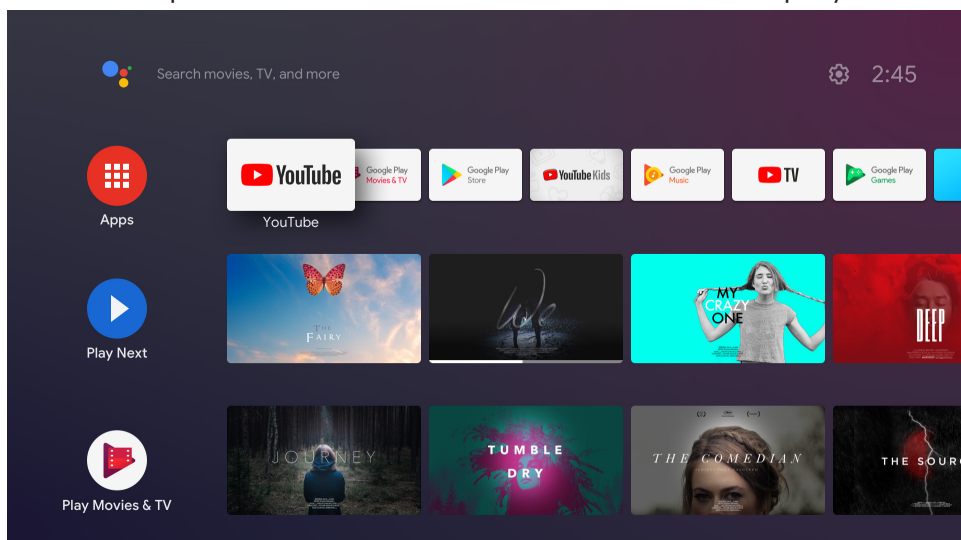 Search movies, TV, and more
2:45
YouTube
Google Play
Movies & TV
Google Play
Store
YouTube Kids
Google Play
Music
TV
Google Play
Games
Apps
YouTube
THE
FAIRY
We
MY
CRAZY
ONE
DEEP
Play Next
JOURNEY
TUMBLE
DRY
THE COMEDIAN
THE SOUR
Play Movies & TV